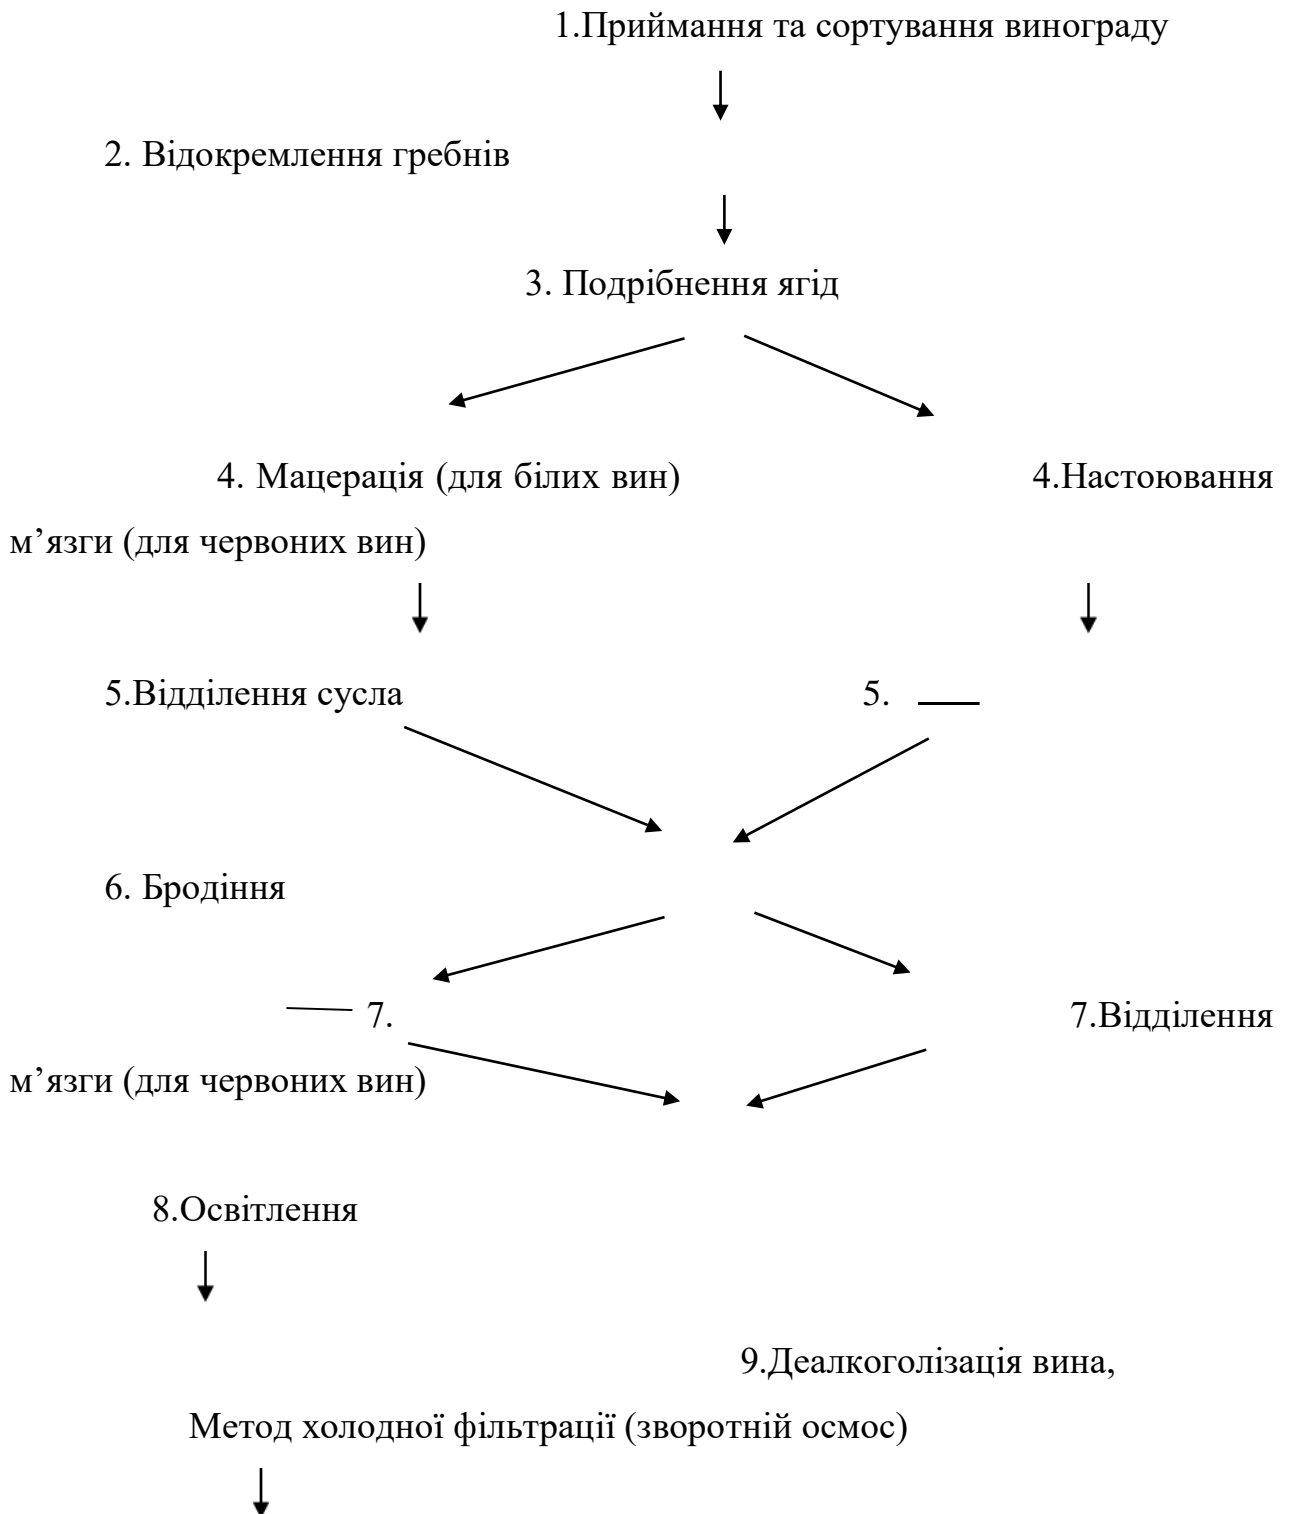 1.Приймання та сортування винограду
2. Відокремлення гребнів
3. Подрібнення ягід
4. Мацерація (для білих вин) 4.Настоювання
м’язги (для червоних вин)
5.Відділення сусла 5.
6. Бродіння
7. 7.Відділення
м’язги (для червоних вин)
8.Освітлення
9.Деалкоголізація вина,
Метод холодної фільтрації (зворотній осмос)